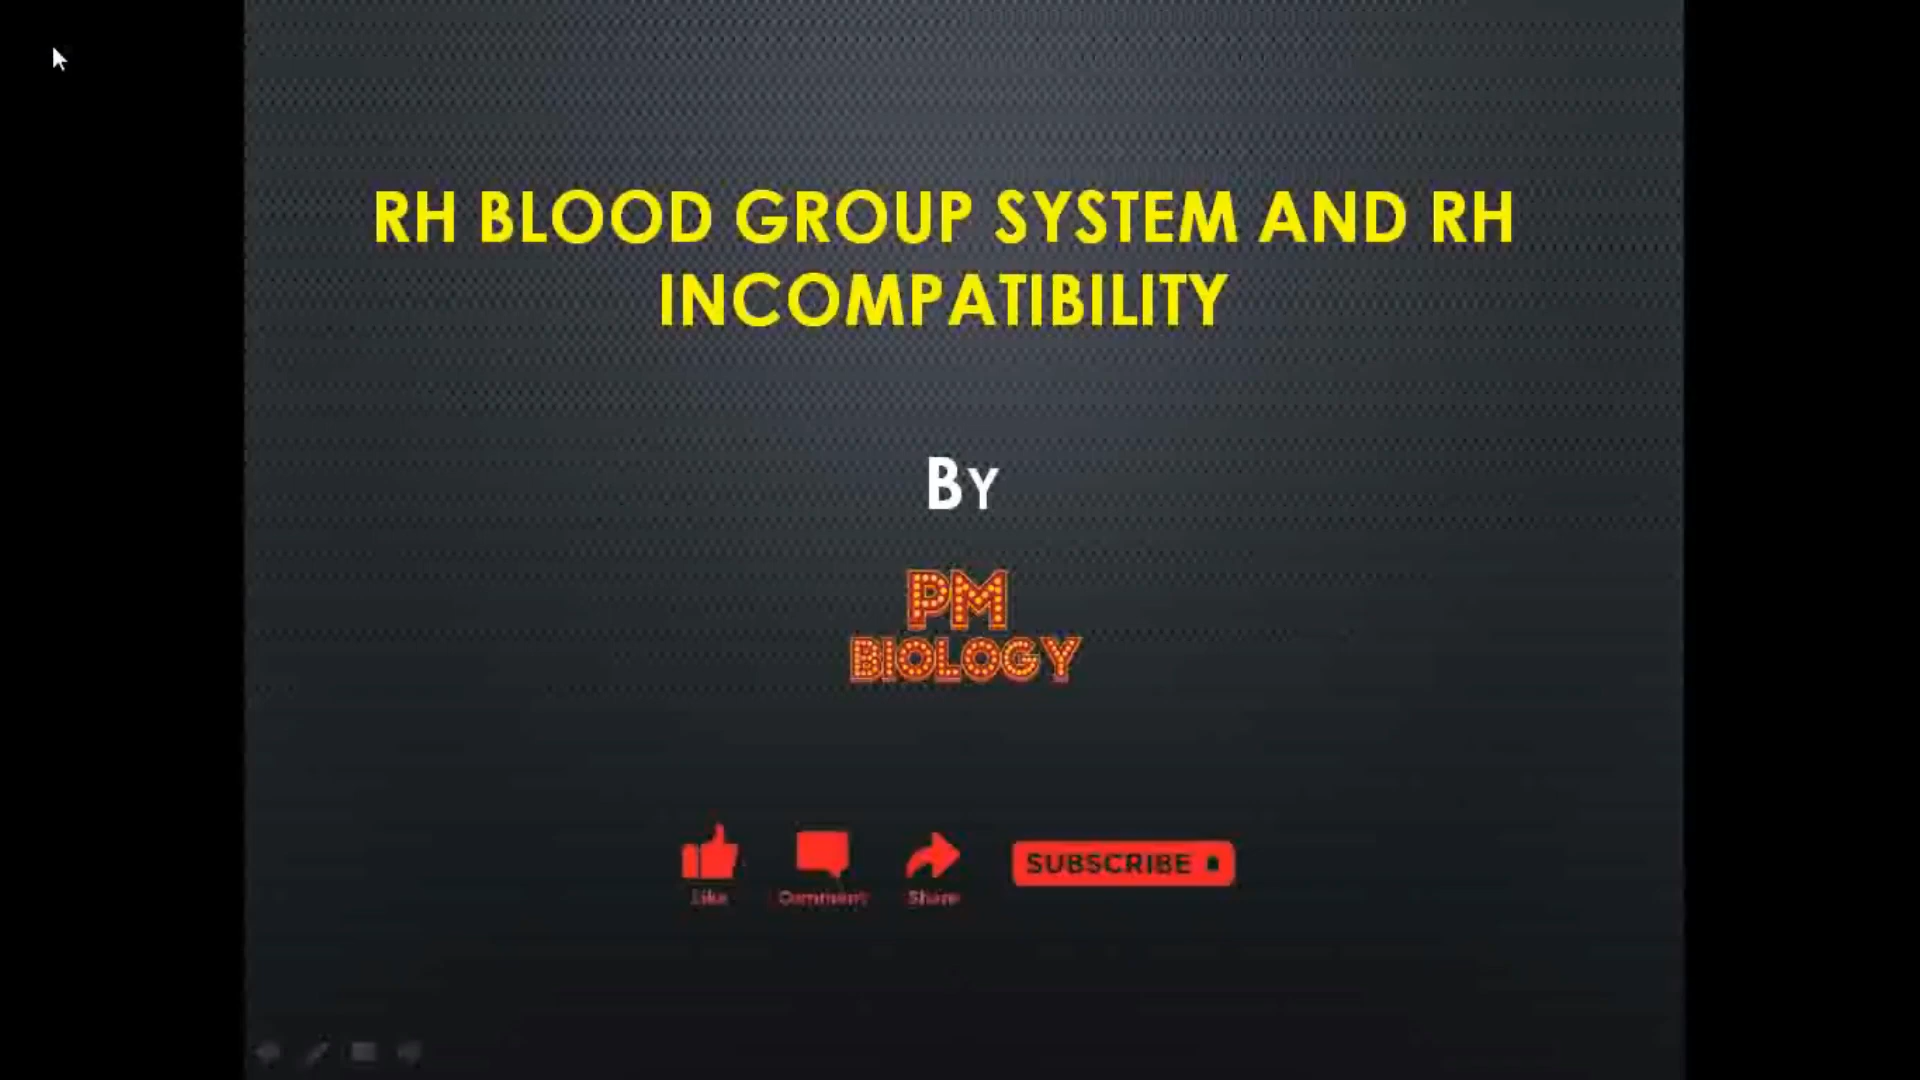 RH BLOOD GROUP SYSTEM AND RH
INCOMPATIBILITY
BY
PM
BIOLOGY
Like Comment Share SUBSCRIBE